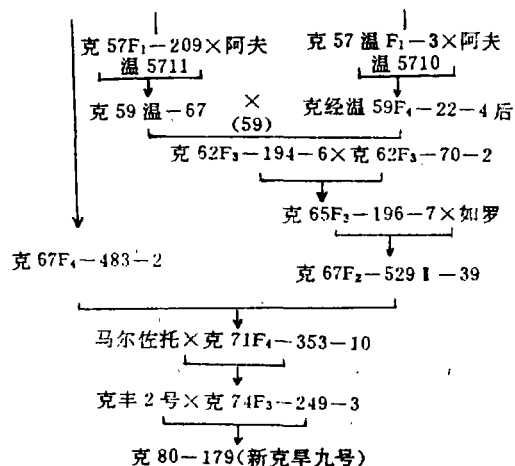 克 57F₁－209×阿夫
克 57 温 F₁－3×阿夫
温 5711
温 5710
克 59 温－67
×
克经温 59F₄－22－4 后
(59)
克 62F₃－194－6×克 62F₃－70－2
克 65F₃－196－7×如罗
克 67F₄－483－2
克 67F₂－529 Ⅱ－39
马尔佐托×克 71F₄－353－10
克丰 2 号×克 74F₃－249－3
克 80－179(新克旱九号)